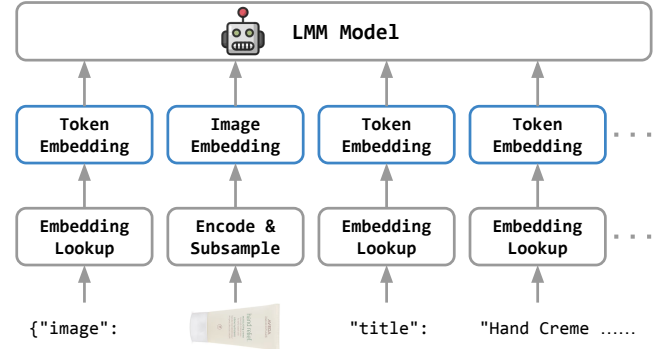 LMM Model
Token Embedding
Image Embedding
Token Embedding
Token Embedding
Embedding Lookup
Encode & Subsample
Embedding Lookup
Embedding Lookup
{"image":
"title":
"Hand Creme ......